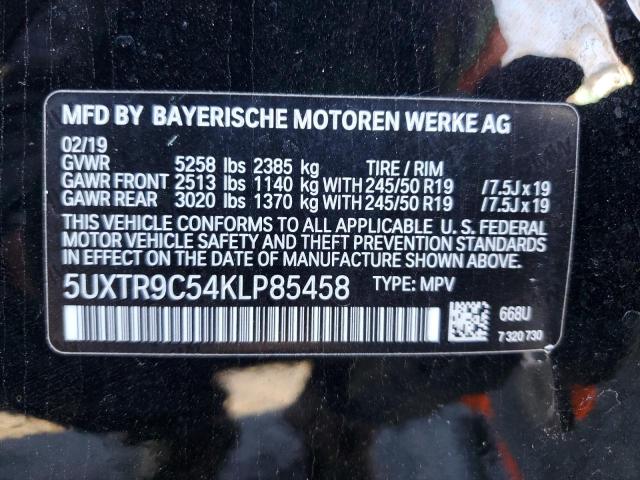 MFD BY BAYERISCHE MOTOREN WERKE AG
02/19
GVWR 5258 lbs 2385 kg TIRE / RIM
GAWR FRONT 2513 lbs 1140 kg WITH 245/50 R19 /7.5J x 19
GAWR REAR 3020 lbs 1370 kg WITH 245/50 R19 /7.5J x 19
THIS VEHICLE CONFORMS TO ALL APPLICABLE U. S. FEDERAL
MOTOR VEHICLE SAFETY AND THEFT PREVENTION STANDARDS
IN EFFECT ON THE DATE OF MANUFACTURE SHOWN ABOVE.
5UXTR9C54KLP85458 TYPE: MPV
668U
7 320 730